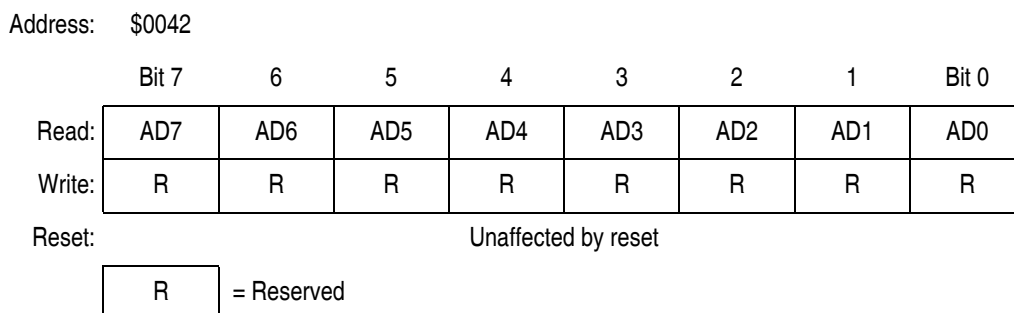 Address: $0042
Bit 7 6 5 4 3 2 1 Bit 0
Read: AD7 AD6 AD5 AD4 AD3 AD2 AD1 AD0
Write: R R R R R R R R
Reset: Unaffected by reset
R = Reserved